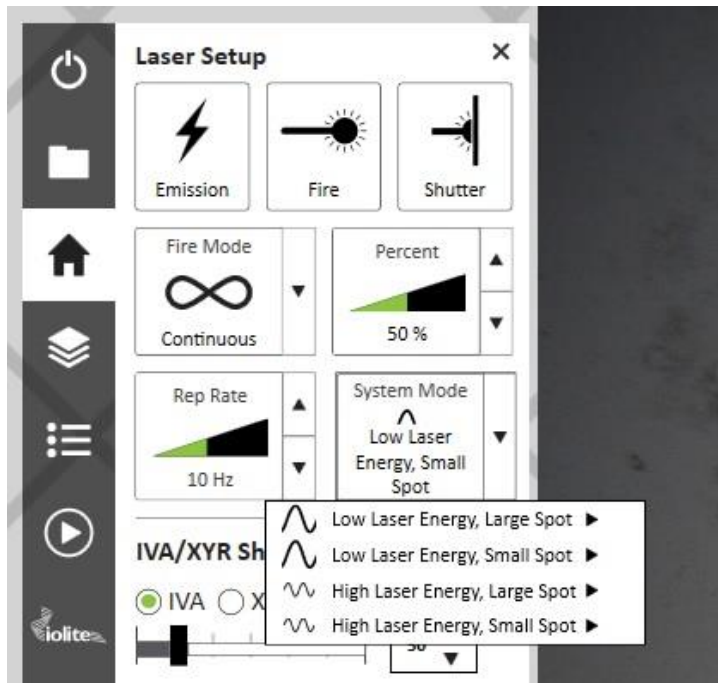 Laser Setup
Emission
Fire
Shutter
Fire Mode
Continuous
Percent
50 %
Rep Rate
10 Hz
System Mode
Low Laser
Energy, Small
Spot
Low Laser Energy, Large Spot
Low Laser Energy, Small Spot
High Laser Energy, Large Spot
High Laser Energy, Small Spot
IVA/XYR Sh
IVA X
50
iolite